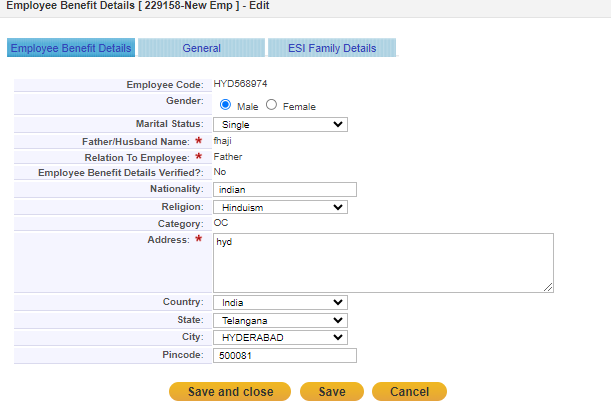 Employee Benefit Details [ 229158-New Emp ] - Edit
Employee Benefit Details General ESI Family Details
Employee Code: HYD568974
Gender: Male Female
Marital Status: Single
Father/Husband Name: * fhaji
Relation To Employee: * Father
Employee Benefit Details Verified?: No
Nationality: indian
Religion: Hinduism
Category: OC
Address: * hyd
Country: India
State: Telangana
City: HYDERABAD
Pincode: 500081
Save and close Save Cancel